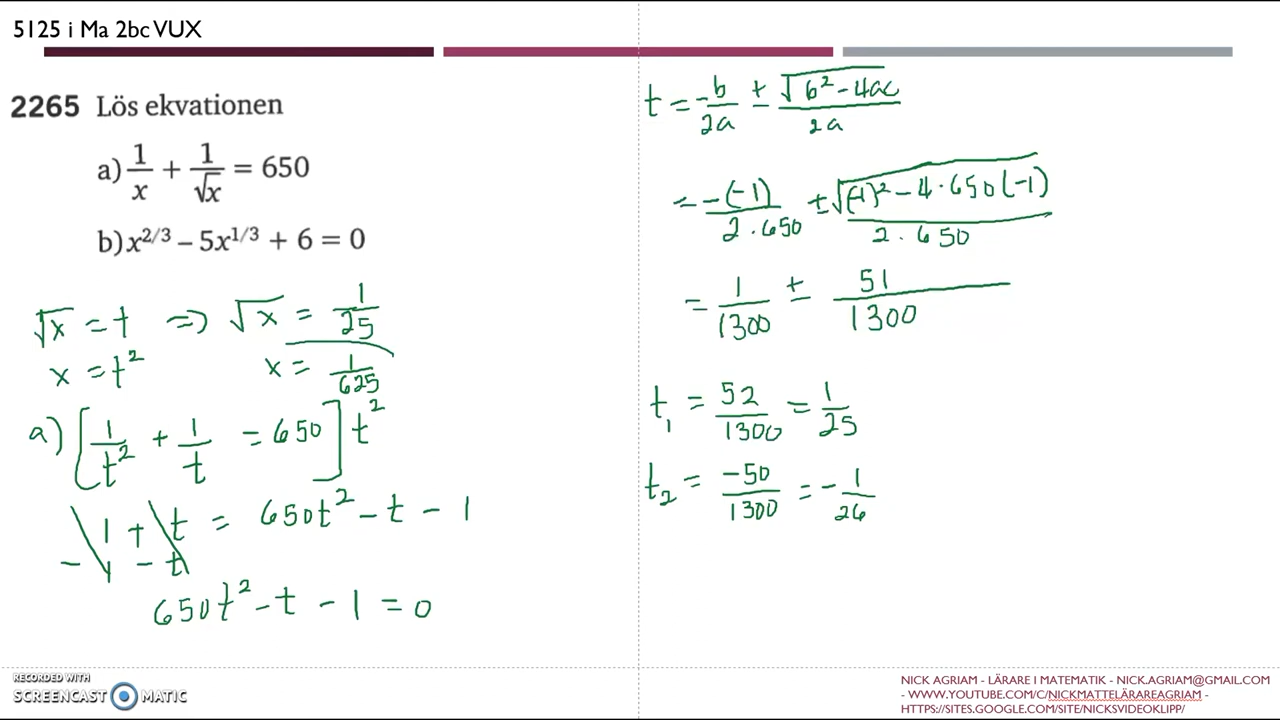 5125 i Ma 2bc VUX
2265 Lös ekvationen
a) 1/x + 1/√x = 650
b) x^2/3 – 5x^1/3 + 6 = 0
√x = t => √x = 1/25
x = t² x = 1/625
a) [1/t² + 1/t = 650] t²
1 + t = 650t² - t - 1
- 1 - t
650t² - t - 1 = 0
t = -b/2a ± √(b² - 4ac)/2a
= -(-1)/2·650 ± √((-1)² - 4·650(-1))/2·650
= 1/1300 ± 51/1300
t₁ = 52/1300 = 1/25
t₂ = -50/1300 = -1/26
RECORDED WITH
SCREENCAST MATIC
NICK AGRIAM - LÄRARE I MATEMATIK - NICK.AGRIAM@GMAIL.COM
- WWW.YOUTUBE.COM/C/NICKMATTELÄRAREAGRIAM -
HTTPS://SITES.GOOGLE.COM/SITE/NICKSVIDEOKLIPP/